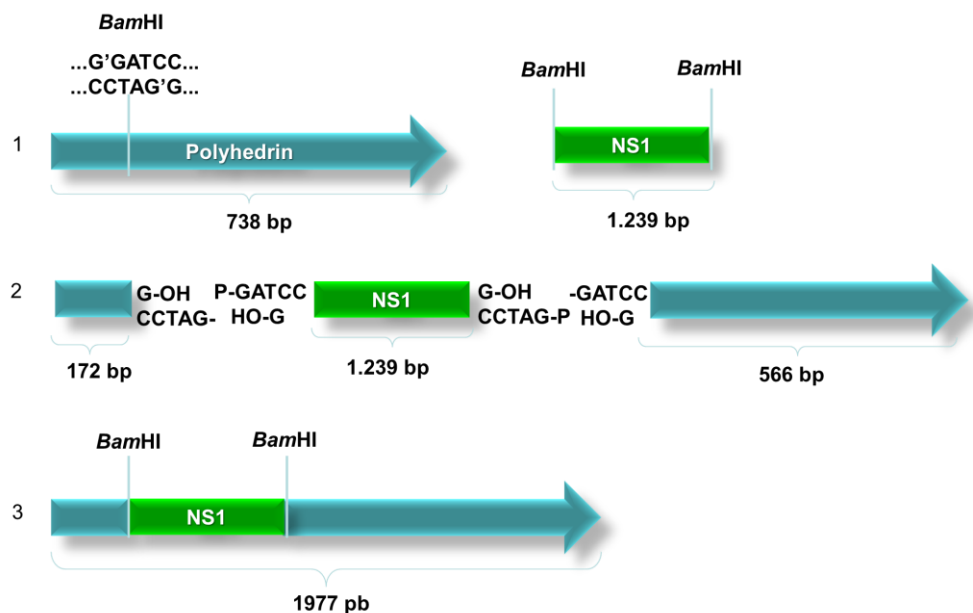 BamHI
...G'GATCC...
...CCTAG'G...
BamHI BamHI
1 Polyhedrin NS1
738 bp 1.239 bp
2 G-OH P-GATCC NS1 G-OH -GATCC
CCTAG- HO-G CCTAG-P HO-G
172 bp 1.239 bp 566 bp
BamHI BamHI
3 NS1
1977 pb